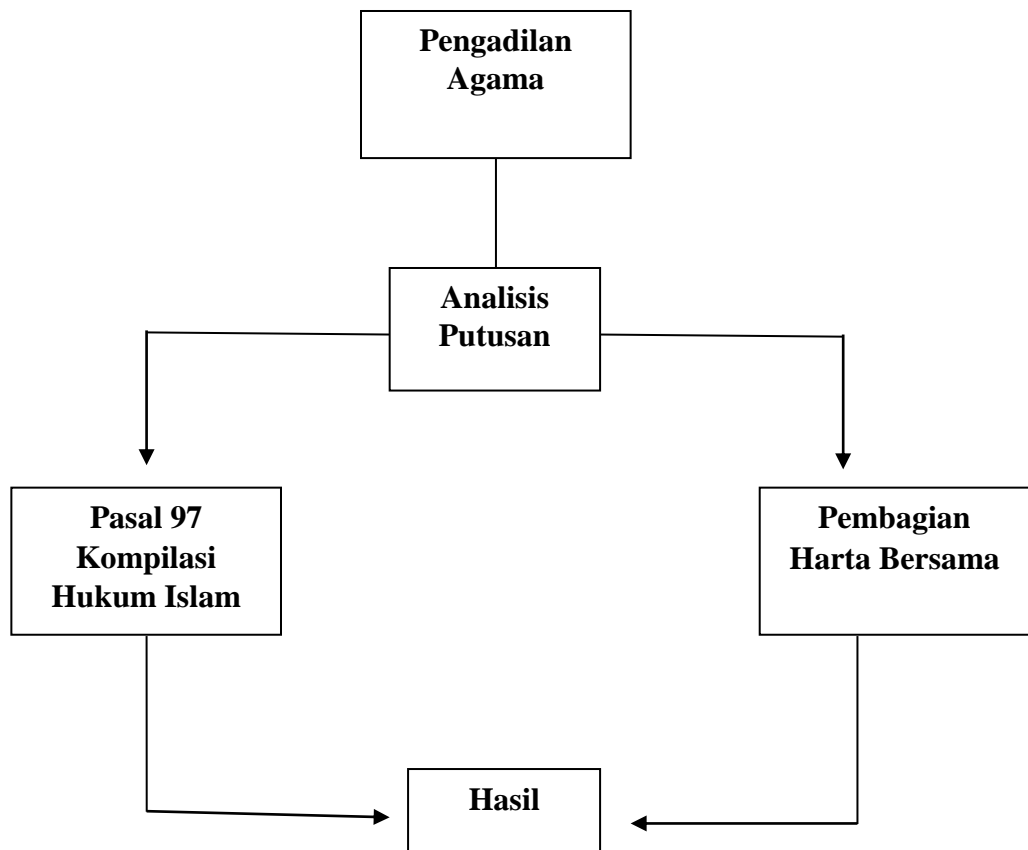 Pengadilan
Agama
Analisis
Putusan
Pasal 97
Kompilasi
Hukum Islam
Pembagian
Harta Bersama
Hasil